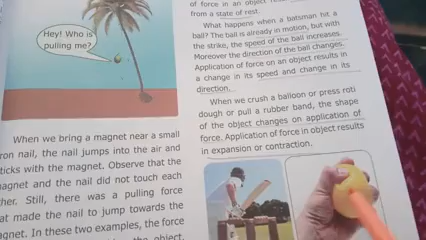 Hey! Who is
pulling me?
When we bring a magnet near a small
iron nail, the nail jumps into the air and
sticks with the magnet. Observe that the
magnet and the nail did not touch each
other. Still, there was a pulling force
that made the nail to jump towards the
magnet. In these two examples, the force
the object.
of force in an object
from a state of rest.
What happens when a batsman hit a
ball? The ball is already in motion, but with
the strike, the speed of the ball increases.
Moreover the direction of the ball changes.
Application of force on an object results in
a change in its speed and change in its
direction.
When we crush a balloon or press roti
dough or pull a rubber band, the shape
of the object changes on application of
force. Application of force in object results
in expansion or contraction.